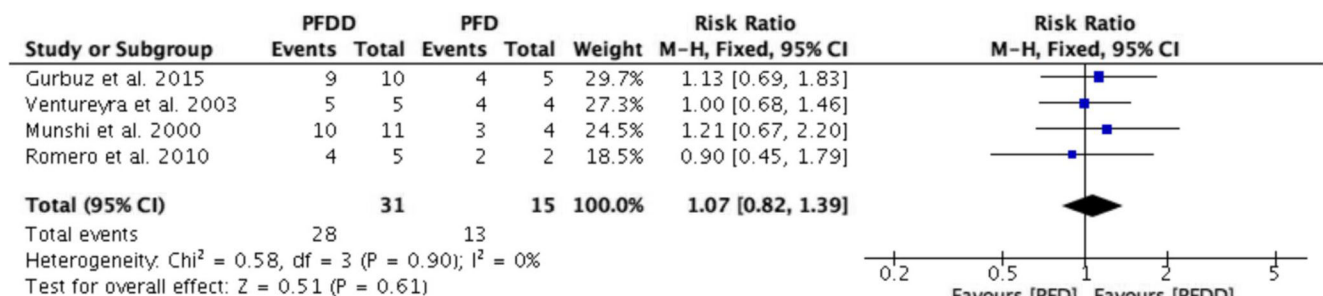 PFDD PFD Risk Ratio Risk Ratio
Study or Subgroup Events Total Events Total Weight M-H, Fixed, 95% CI M-H, Fixed, 95% CI
Gurbuz et al. 2015 9 10 4 5 29.7% 1.13 [0.69, 1.83]
Ventureyra et al. 2003 5 5 4 4 27.3% 1.00 [0.68, 1.46]
Munshi et al. 2000 10 11 3 4 24.5% 1.21 [0.67, 2.20]
Romero et al. 2010 4 5 2 2 18.5% 0.90 [0.45, 1.79]
Total (95% CI) 31 15 100.0% 1.07 [0.82, 1.39]
Total events 28 13
Heterogeneity: Chi² = 0.58, df = 3 (P = 0.90); I² = 0%
Test for overall effect: Z = 0.51 (P = 0.61)
0.2 0.5 1 2 5
Favours [PFD] Favours [PFDD]